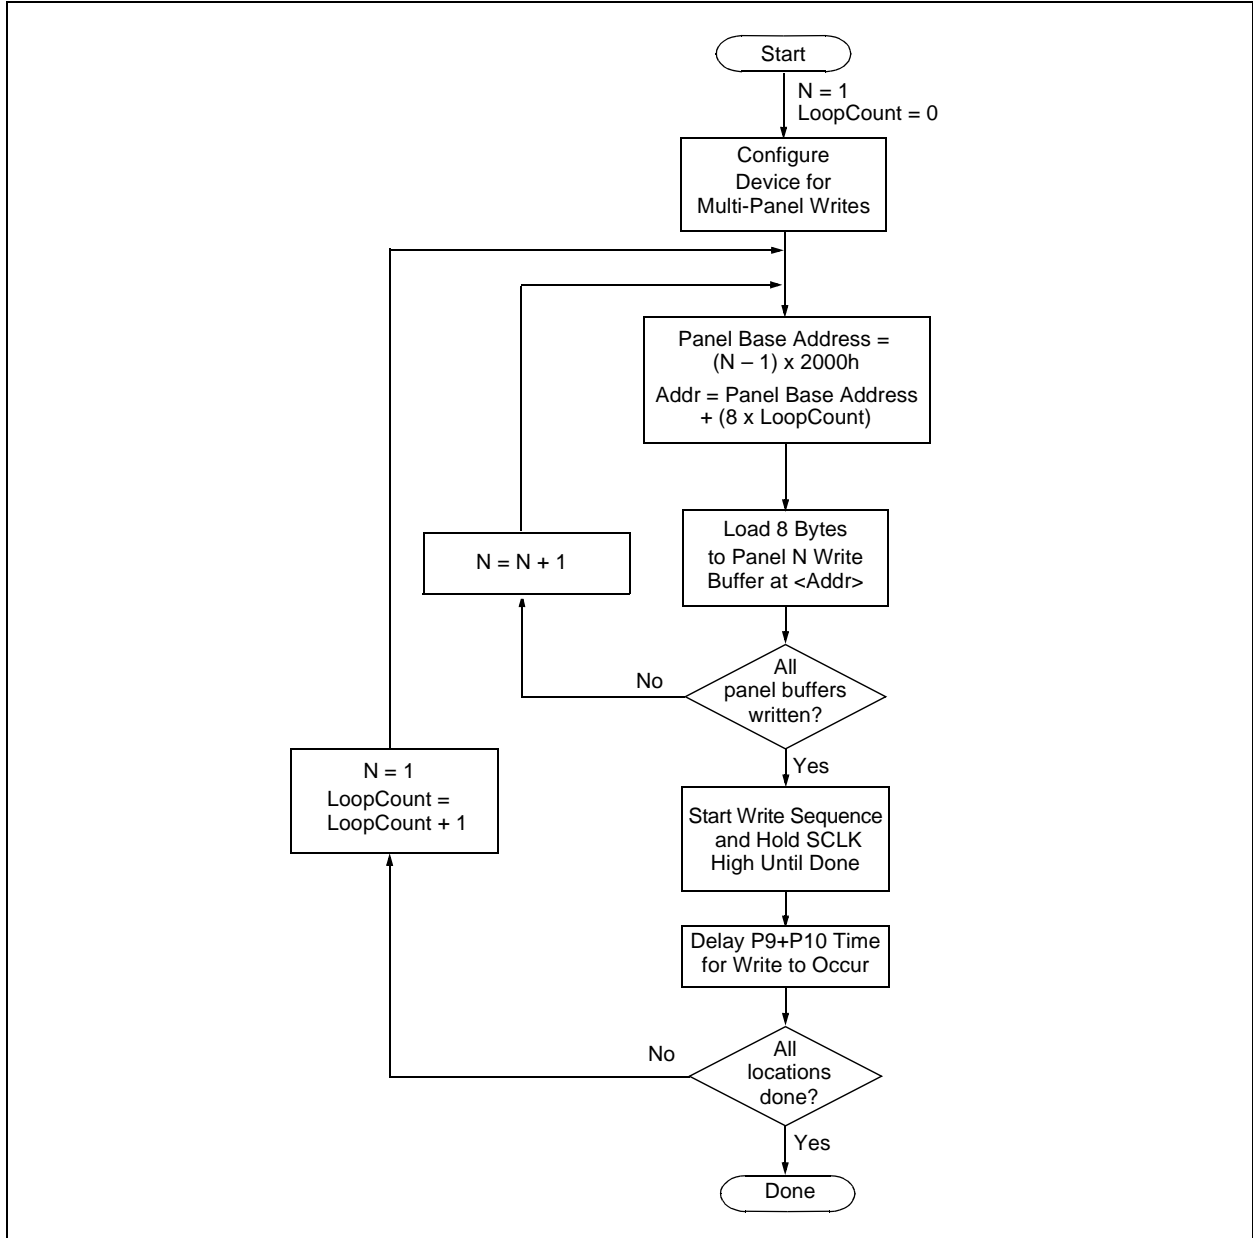 Start
N = 1
LoopCount = 0
Configure
Device for
Multi-Panel Writes
Panel Base Address =
(N – 1) x 2000h
Addr = Panel Base Address
+ (8 x LoopCount)
Load 8 Bytes
to Panel N Write
Buffer at <Addr>
N = N + 1
All
panel buffers
written?
No
Yes
N = 1
LoopCount =
LoopCount + 1
Start Write Sequence
and Hold SCLK
High Until Done
Delay P9+P10 Time
for Write to Occur
All
locations
done?
No
Yes
Done